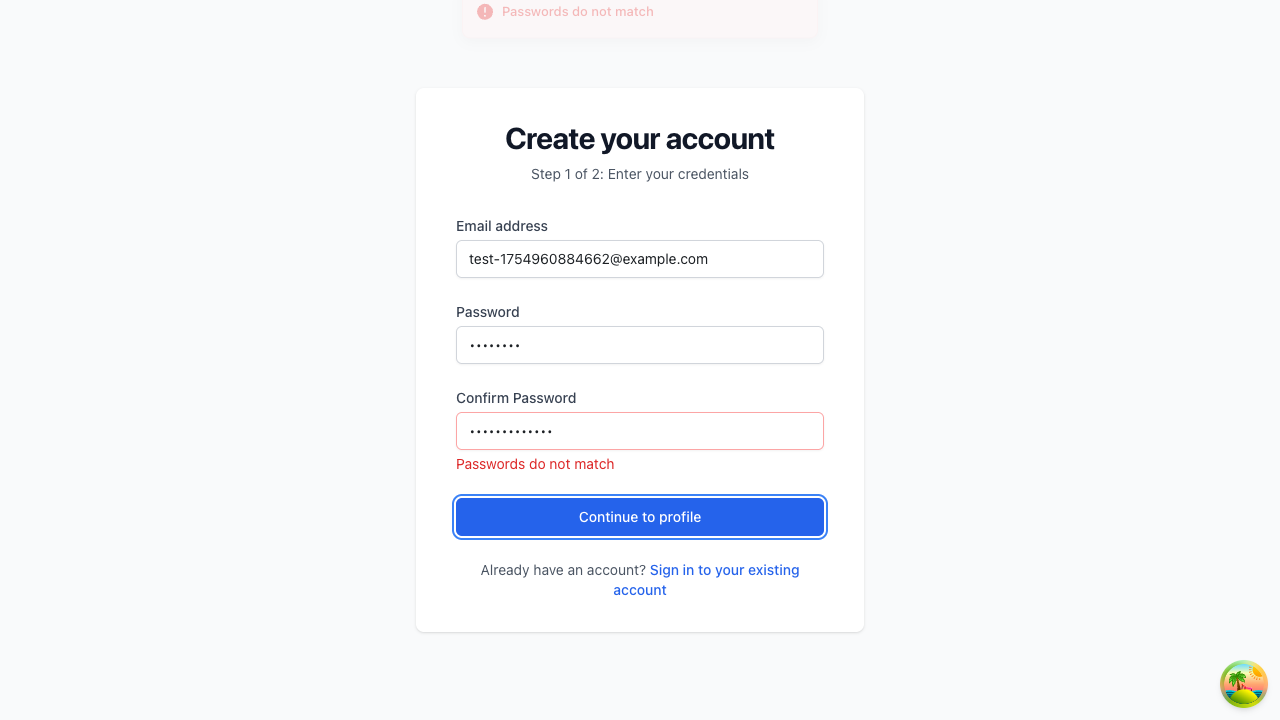 Passwords do not match
Create your account
Step 1 of 2: Enter your credentials
Email address
test-1754960884662@example.com
Password
••••••••
Confirm Password
•••••••••••••
Passwords do not match
Continue to profile
Already have an account? Sign in to your existing
account